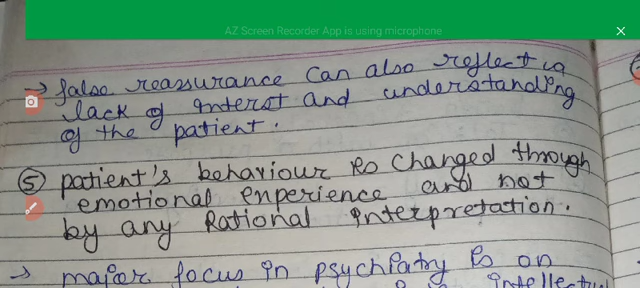 AZ Screen Recorder App is using microphone
→ false reassurance can also reflect a
lack of interst and understanding
of the patient.
⑤ patient's behaviour is changed through
emotional experience and not
by any Rational interpretation.
→ major focus in psychiatry is on
intellectu